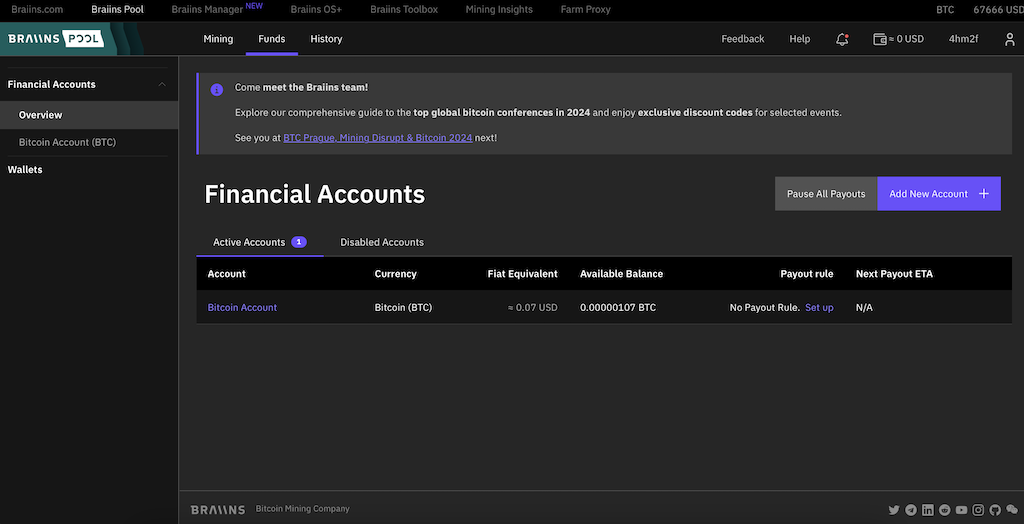 Braiins.com Braiins Pool Braiins Manager NEW Braiins OS+ Braiins Toolbox Mining Insights Farm Proxy BTC 67666 USD
BRAIINS POOL Mining Funds History Feedback Help ≈ 0 USD 4hm2f
Financial Accounts
Overview
Bitcoin Account (BTC)
Wallets
Come meet the Braiins team!
Explore our comprehensive guide to the top global bitcoin conferences in 2024 and enjoy exclusive discount codes for selected events.
See you at BTC Prague, Mining Disrupt & Bitcoin 2024 next!
Financial Accounts
Pause All Payouts Add New Account +
Active Accounts 1 Disabled Accounts
Account Currency Fiat Equivalent Available Balance Payout rule Next Payout ETA
Bitcoin Account Bitcoin (BTC) ≈ 0.07 USD 0.00000107 BTC No Payout Rule. Set up N/A
BRAIINS Bitcoin Mining Company